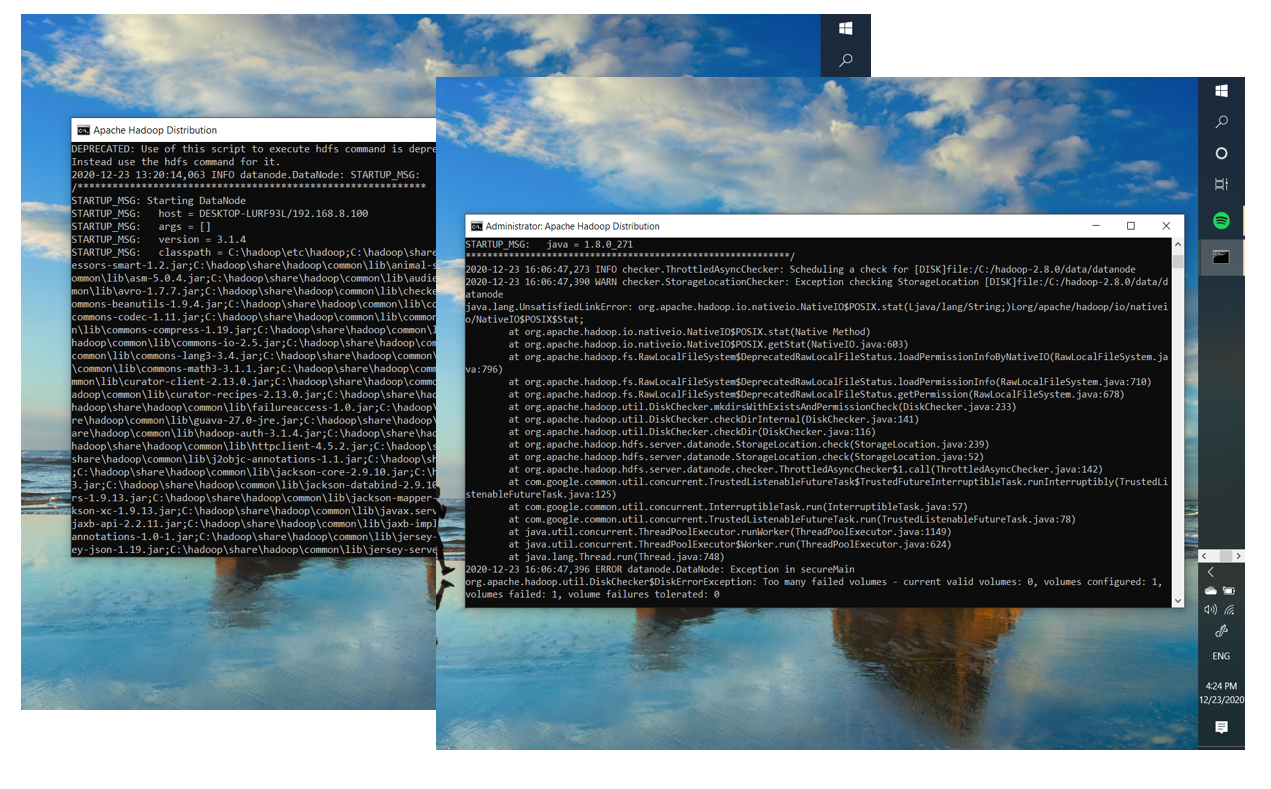 Apache Hadoop Distribution
DEPRECATED: Use of this script to execute hdfs command is depre
Instead use the hdfs command for it.
2020-12-23 13:20:14,063 INFO datanode.DataNode: STARTUP_MSG:
/************************************************************
STARTUP_MSG: Starting DataNode
STARTUP_MSG:   host = DESKTOP-LURF93L/192.168.8.100
STARTUP_MSG:   args = []
STARTUP_MSG:   version = 3.1.4
STARTUP_MSG:   classpath = C:\hadoop\etc\hadoop;C:\hadoop\share
essors-smart-1.2.jar;C:\hadoop\share\hadoop\common\lib\animal-s
ommon\lib\asm-5.0.4.jar;C:\hadoop\share\hadoop\common\lib\audie
mon\lib\avro-1.7.7.jar;C:\hadoop\share\hadoop\common\lib\checke
ommons-beanutils-1.9.4.jar;C:\hadoop\share\hadoop\common\lib\co
commons-codec-1.11.jar;C:\hadoop\share\hadoop\common\lib\common
n\lib\commons-compress-1.19.jar;C:\hadoop\share\hadoop\common\l
hadoop\common\lib\commons-io-2.5.jar;C:\hadoop\share\hadoop\com
common\lib\commons-lang3-3.4.jar;C:\hadoop\share\hadoop\common\
\common\lib\commons-math3-3.1.1.jar;C:\hadoop\share\hadoop\comm
mmon\lib\curator-client-2.13.0.jar;C:\hadoop\share\hadoop\commo
adoop\common\lib\curator-recipes-2.13.0.jar;C:\hadoop\share\had
hadoop\share\hadoop\common\lib\failureaccess-1.0.jar;C:\hadoop\
re\hadoop\common\lib\guava-27.0-jre.jar;C:\hadoop\share\hadoop\
are\hadoop\common\lib\hadoop-auth-3.1.4.jar;C:\hadoop\share\had
hadoop\share\hadoop\common\lib\httpclient-4.5.2.jar;C:\hadoop\s
share\hadoop\common\lib\j2objc-annotations-1.1.jar;C:\hadoop\sh
;C:\hadoop\share\hadoop\common\lib\jackson-core-2.9.10.jar;C:\h
3.jar;C:\hadoop\share\hadoop\common\lib\jackson-databind-2.9.10
rs-1.9.13.jar;C:\hadoop\share\hadoop\common\lib\jackson-mapper-
kson-xc-1.9.13.jar;C:\hadoop\share\hadoop\common\lib\javax.serv
jaxb-api-2.2.11.jar;C:\hadoop\share\hadoop\common\lib\jaxb-impl
annotations-1.0-1.jar;C:\hadoop\share\hadoop\common\lib\jersey-
ey-json-1.19.jar;C:\hadoop\share\hadoop\common\lib\jersey-serve
Administrator: Apache Hadoop Distribution
STARTUP_MSG:   java = 1.8.0_271
************************************************************/
2020-12-23 16:06:47,273 INFO checker.ThrottledAsyncChecker: Scheduling a check for [DISK]file:/C:/hadoop-2.8.0/data/datanode
2020-12-23 16:06:47,390 WARN checker.StorageLocationChecker: Exception checking StorageLocation [DISK]file:/C:/hadoop-2.8.0/data/d
atanode
java.lang.UnsatisfiedLinkError: org.apache.hadoop.io.nativeio.NativeIO$POSIX.stat(Ljava/lang/String;)Lorg/apache/hadoop/io/nativei
o/NativeIO$POSIX$Stat;
at org.apache.hadoop.io.nativeio.NativeIO$POSIX.stat(Native Method)
at org.apache.hadoop.io.nativeio.NativeIO$POSIX.getStat(NativeIO.java:603)
at org.apache.hadoop.fs.RawLocalFileSystem$DeprecatedRawLocalFileStatus.loadPermissionInfoByNativeIO(RawLocalFileSystem.ja
va:796)
at org.apache.hadoop.fs.RawLocalFileSystem$DeprecatedRawLocalFileStatus.loadPermissionInfo(RawLocalFileSystem.java:710)
at org.apache.hadoop.fs.RawLocalFileSystem$DeprecatedRawLocalFileStatus.getPermission(RawLocalFileSystem.java:678)
at org.apache.hadoop.util.DiskChecker.mkdirsWithExistsAndPermissionCheck(DiskChecker.java:233)
at org.apache.hadoop.util.DiskChecker.checkDirInternal(DiskChecker.java:141)
at org.apache.hadoop.util.DiskChecker.checkDir(DiskChecker.java:116)
at org.apache.hadoop.hdfs.server.datanode.StorageLocation.check(StorageLocation.java:239)
at org.apache.hadoop.hdfs.server.datanode.StorageLocation.check(StorageLocation.java:52)
at org.apache.hadoop.hdfs.server.datanode.checker.ThrottledAsyncChecker$1.call(ThrottledAsyncChecker.java:142)
at com.google.common.util.concurrent.TrustedListenableFutureTask$TrustedFutureInterruptibleTask.runInterruptibly(TrustedLi
stenableFutureTask.java:125)
at com.google.common.util.concurrent.InterruptibleTask.run(InterruptibleTask.java:57)
at com.google.common.util.concurrent.TrustedListenableFutureTask.run(TrustedListenableFutureTask.java:78)
at java.util.concurrent.ThreadPoolExecutor.runWorker(ThreadPoolExecutor.java:1149)
at java.util.concurrent.ThreadPoolExecutor$Worker.run(ThreadPoolExecutor.java:624)
at java.lang.Thread.run(Thread.java:748)
2020-12-23 16:06:47,396 ERROR datanode.DataNode: Exception in secureMain
org.apache.hadoop.util.DiskChecker$DiskErrorException: Too many failed volumes - current valid volumes: 0, volumes configured: 1,
volumes failed: 1, volume failures tolerated: 0
ENG
4:24 PM
12/23/2020